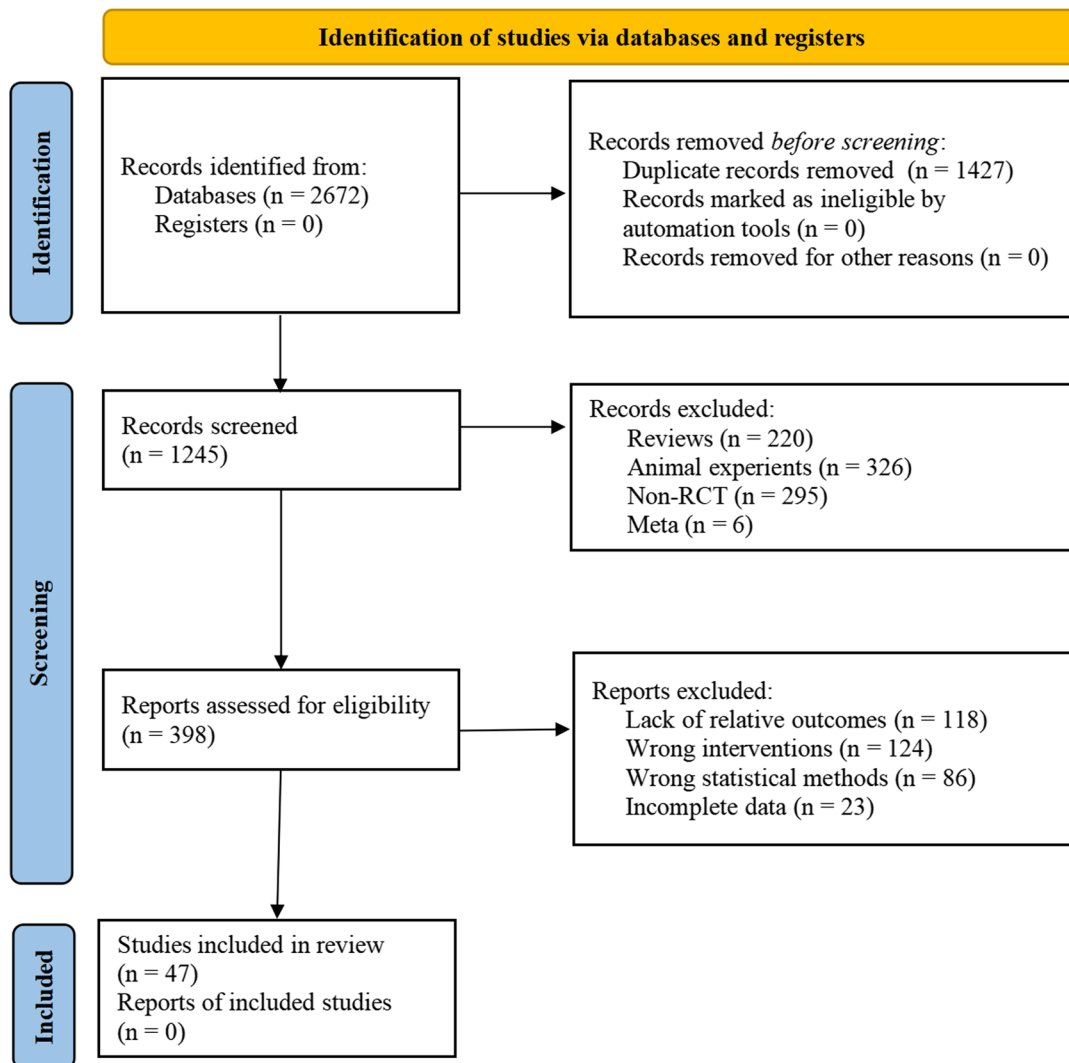 Identification of studies via databases and registers
Identification
Records identified from:
Databases (n = 2672)
Registers (n = 0)
Records removed before screening:
Duplicate records removed  (n = 1427)
Records marked as ineligible by
automation tools (n = 0)
Records removed for other reasons (n = 0)
Screening
Records screened
(n = 1245)
Records excluded:
Reviews (n = 220)
Animal experients (n = 326)
Non-RCT (n = 295)
Meta (n = 6)
Reports assessed for eligibility
(n = 398)
Reports excluded:
Lack of relative outcomes (n = 118)
Wrong interventions (n = 124)
Wrong statistical methods (n = 86)
Incomplete data (n = 23)
Included
Studies included in review
(n = 47)
Reports of included studies
(n = 0)